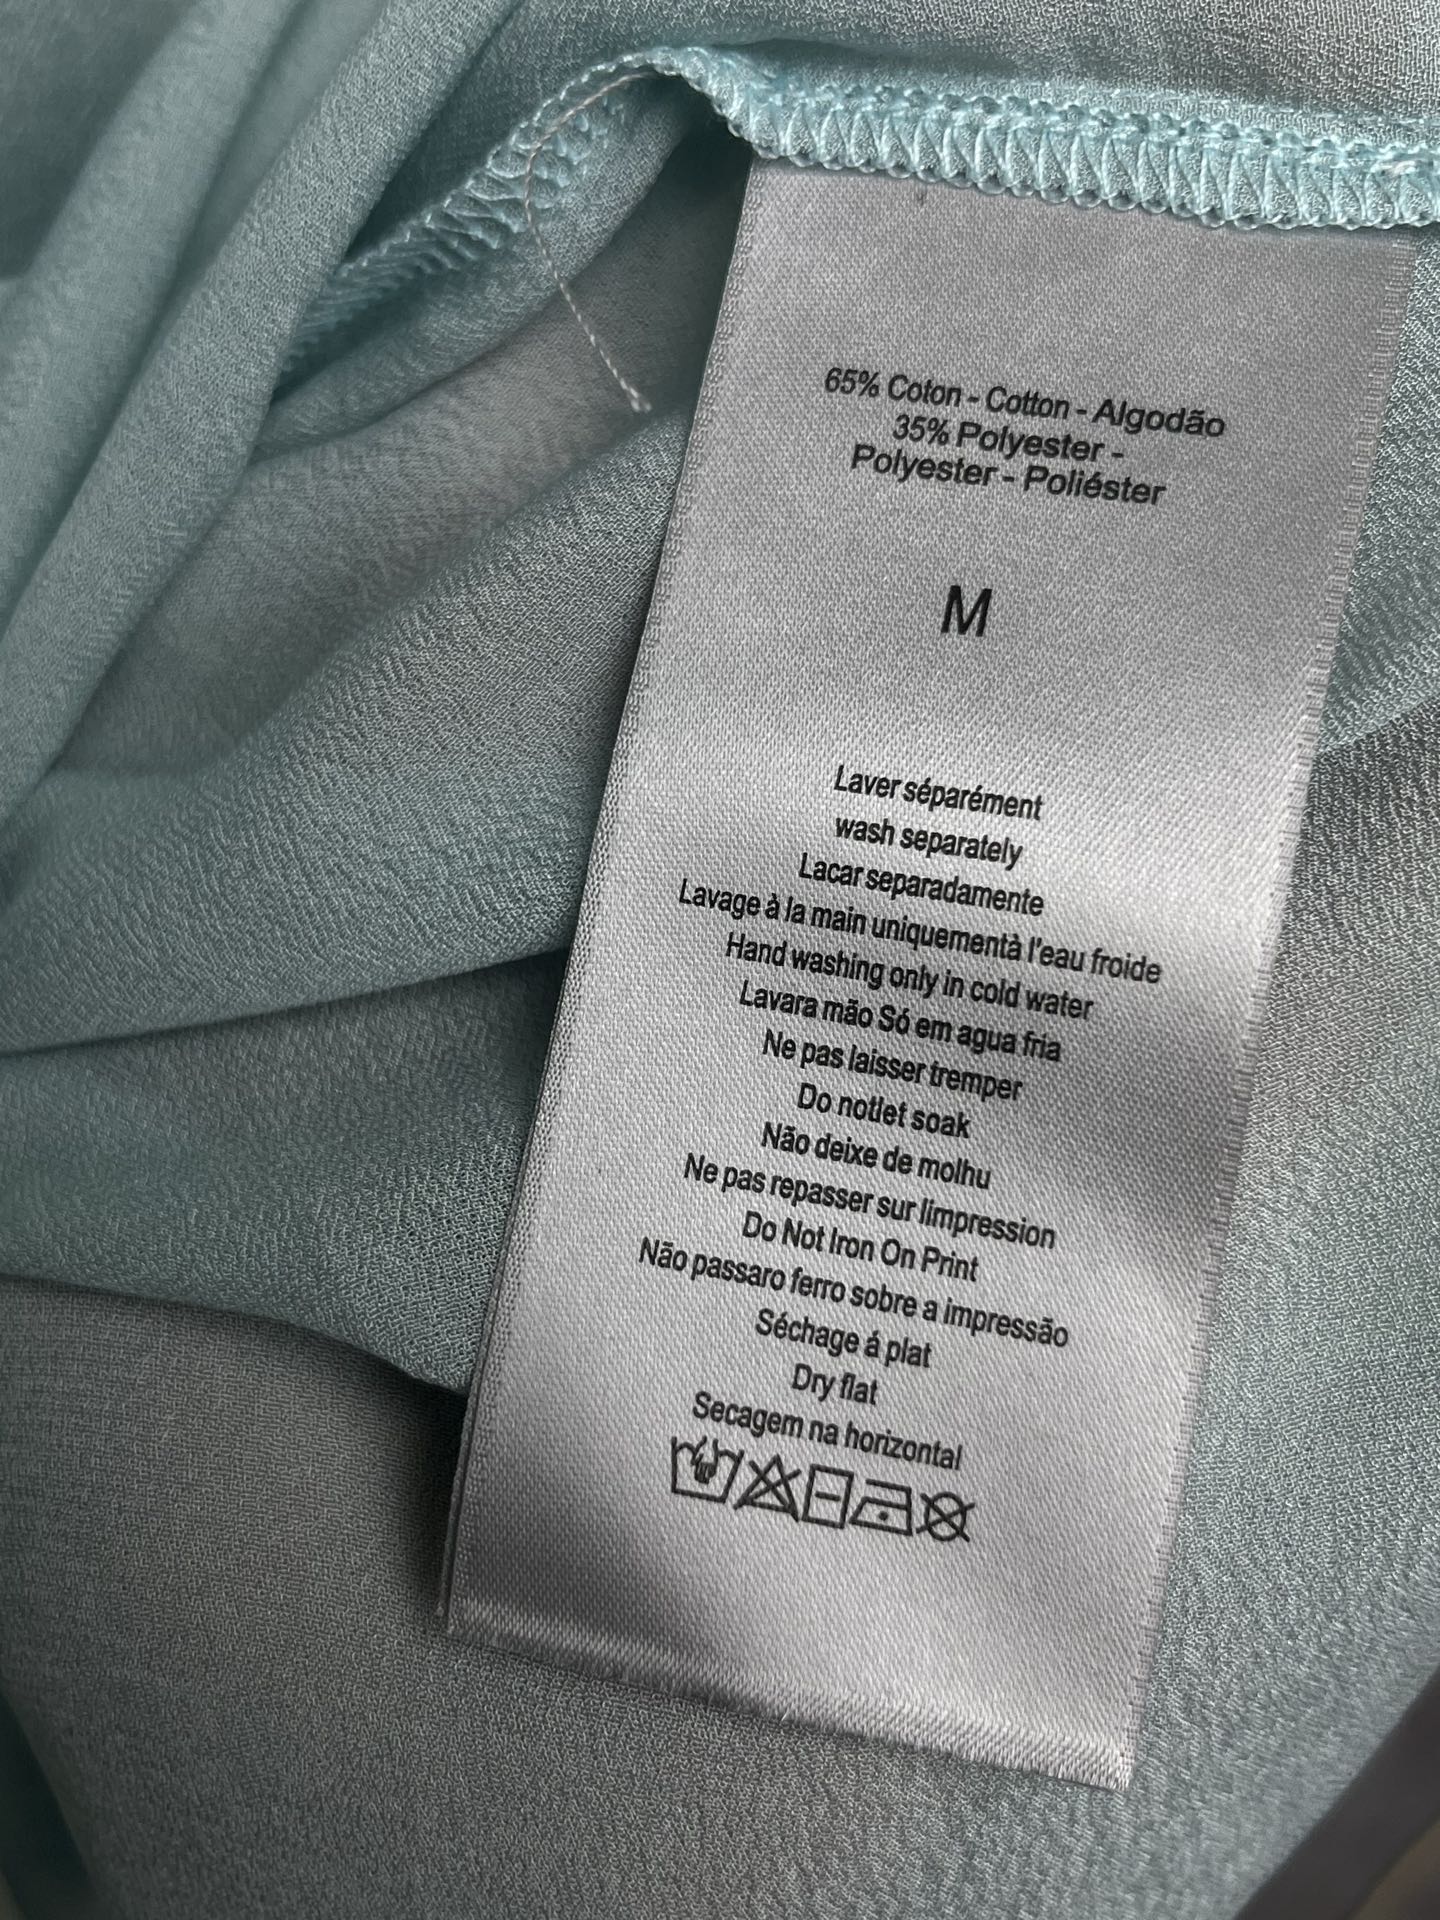 65% Coton - Cotton - Algodão
35% Polyester -
Polyester - Poliéster
M
Laver séparément
wash separately
Lacar separadamente
Lavage à la main uniquementà l'eau froide
Hand washing only in cold water
Lavara mão Só em agua fria
Ne pas laisser tremper
Do notlet soak
Não deixe de molhu
Ne pas repasser sur limpression
Do Not Iron On Print
Não passaro ferro sobre a impressão
Séchage á plat
Dry flat
Secagem na horizontal